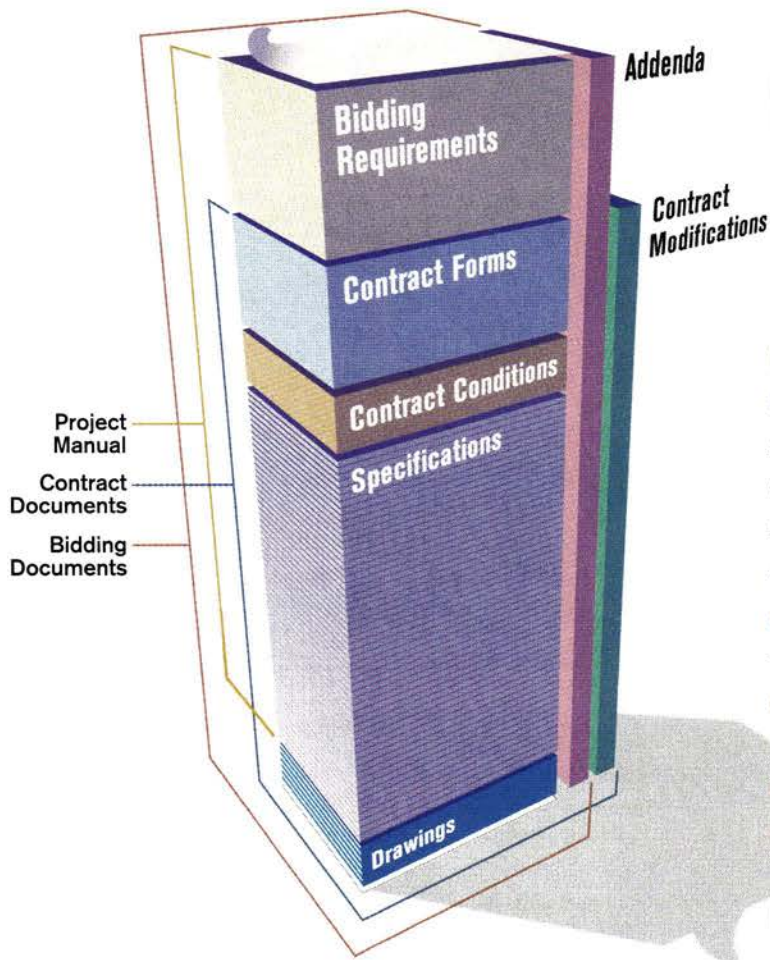 Addenda
Bidding
Requirements
Contract
Modifications
Contract Forms
Contract Conditions
Specifications
Project
Manual
Contract
Documents
Bidding
Documents
Drawings